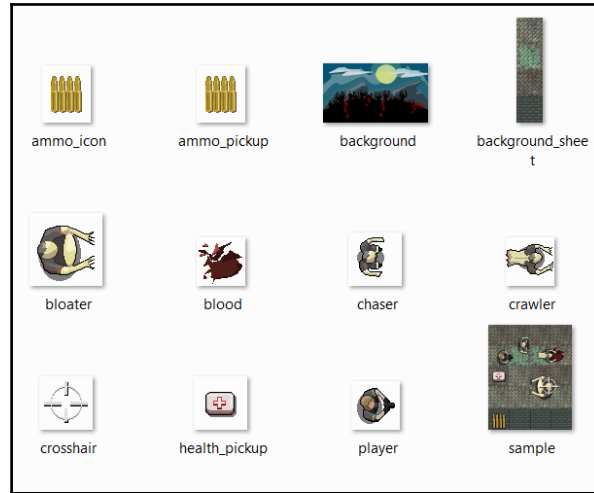 ammo_icon
ammo_pickup
background
background_shee
t
bloater
blood
chaser
crawler
crosshair
health_pickup
player
sample